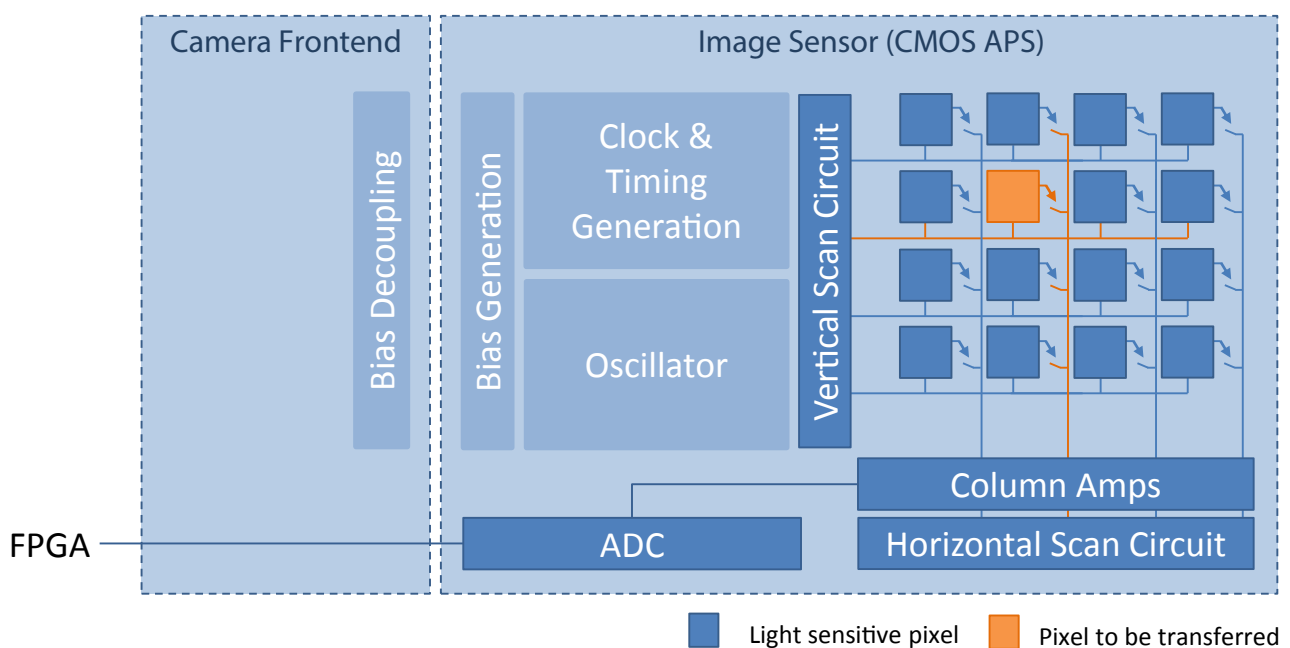 Camera Frontend
Image Sensor (CMOS APS)
Bias Decoupling
Bias Generation
Clock &
Timing
Generation
Oscillator
Vertical Scan Circuit
Column Amps
FPGA
ADC
Horizontal Scan Circuit
Light sensitive pixel
Pixel to be transferred